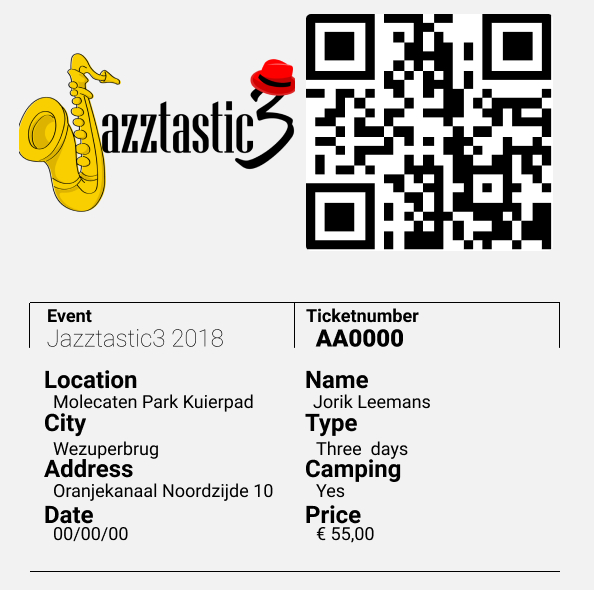 Jazztastic3
Event
Jazztastic3 2018
Ticketnumber
AA0000
Location
Molecaten Park Kuierpad
City
Wezuperbrug
Address
Oranjekanaal Noordzijde 10
Date
00/00/00
Name
Jorik Leemans
Type
Three days
Camping
Yes
Price
€ 55,00